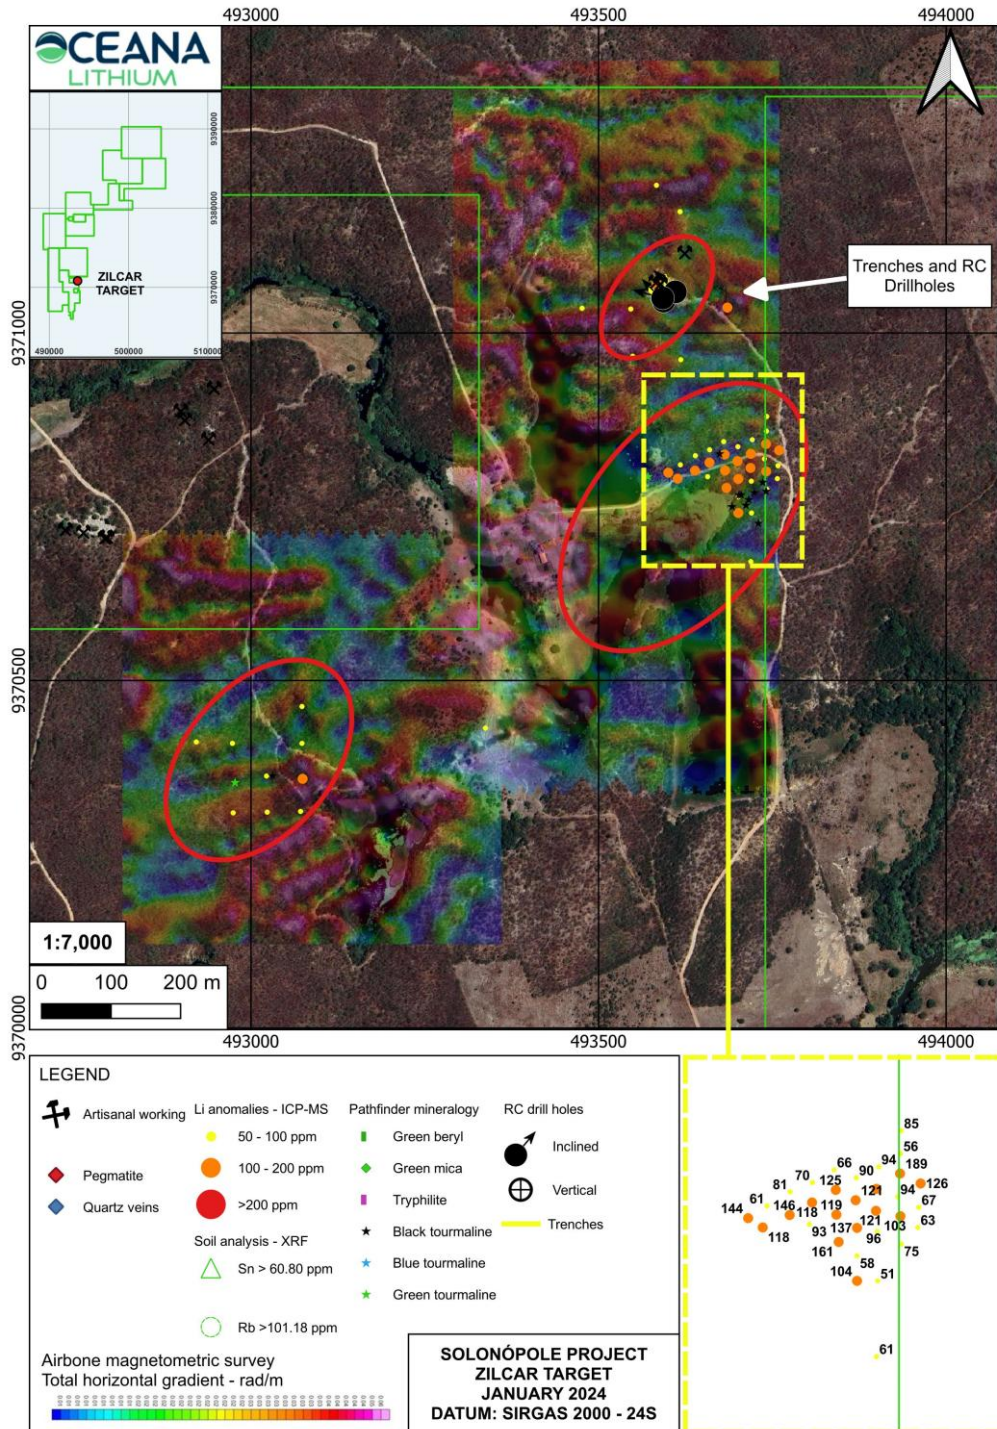 493000
493500
494000
OCEANA
LITHIUM
9390000
9380000
9370000
ZILCAR
TARGET
490000
500000
510000
Trenches and RC
Drillholes
9371000
9370500
9370000
1:7,000
0 100 200 m
493000
493500
494000
LEGEND
Artisanal working
Pegmatite
Quartz veins
Li anomalies - ICP-MS
50 - 100 ppm
100 - 200 ppm
>200 ppm
Soil analysis - XRF
Sn > 60.80 ppm
Rb >101.18 ppm
Pathfinder mineralogy
Green beryl
Green mica
Tryphilite
Black tourmaline
Blue tourmaline
Green tourmaline
RC drill holes
Inclined
Vertical
Trenches
Airbone magnetometric survey
Total horizontal gradient - rad/m
SOLONÓPOLE PROJECT
ZILCAR TARGET
JANUARY 2024
DATUM: SIRGAS 2000 - 24S
85
56
94
189
66
90
126
70
125
121
81
94
67
61
146
118
119
144
121
103
63
93
137
118
96
75
161
58
104
51
61